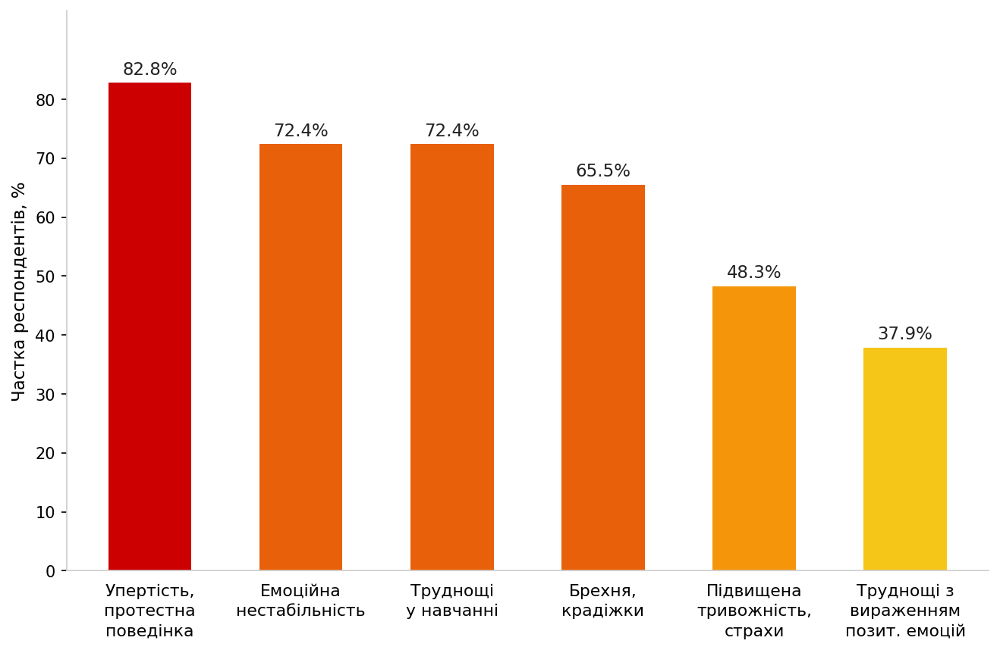 Частка респондентів, %
82.8%
72.4%
72.4%
65.5%
48.3%
37.9%
80
70
60
50
40
30
20
10
0
Упертість,
протестна
поведінка
Емоційна
нестабільність
Труднощі
у навчанні
Брехня,
крадіжки
Підвищена
тривожність,
страхи
Труднощі з
вираженням
позит. емоцій